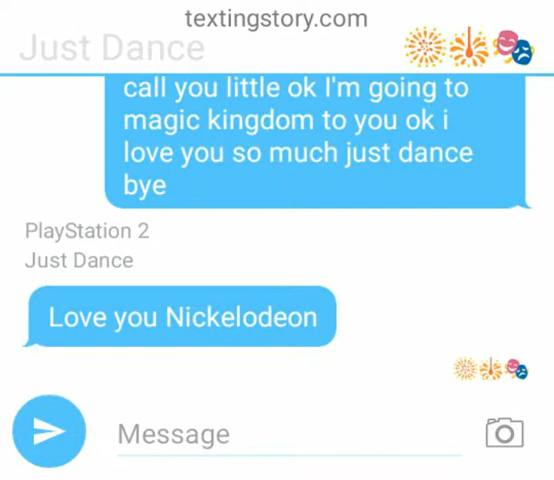 textingstory.com
Just Dance
call you little ok I'm going to
magic kingdom to you ok i
love you so much just dance
bye
PlayStation 2
Just Dance
Love you Nickelodeon
Message